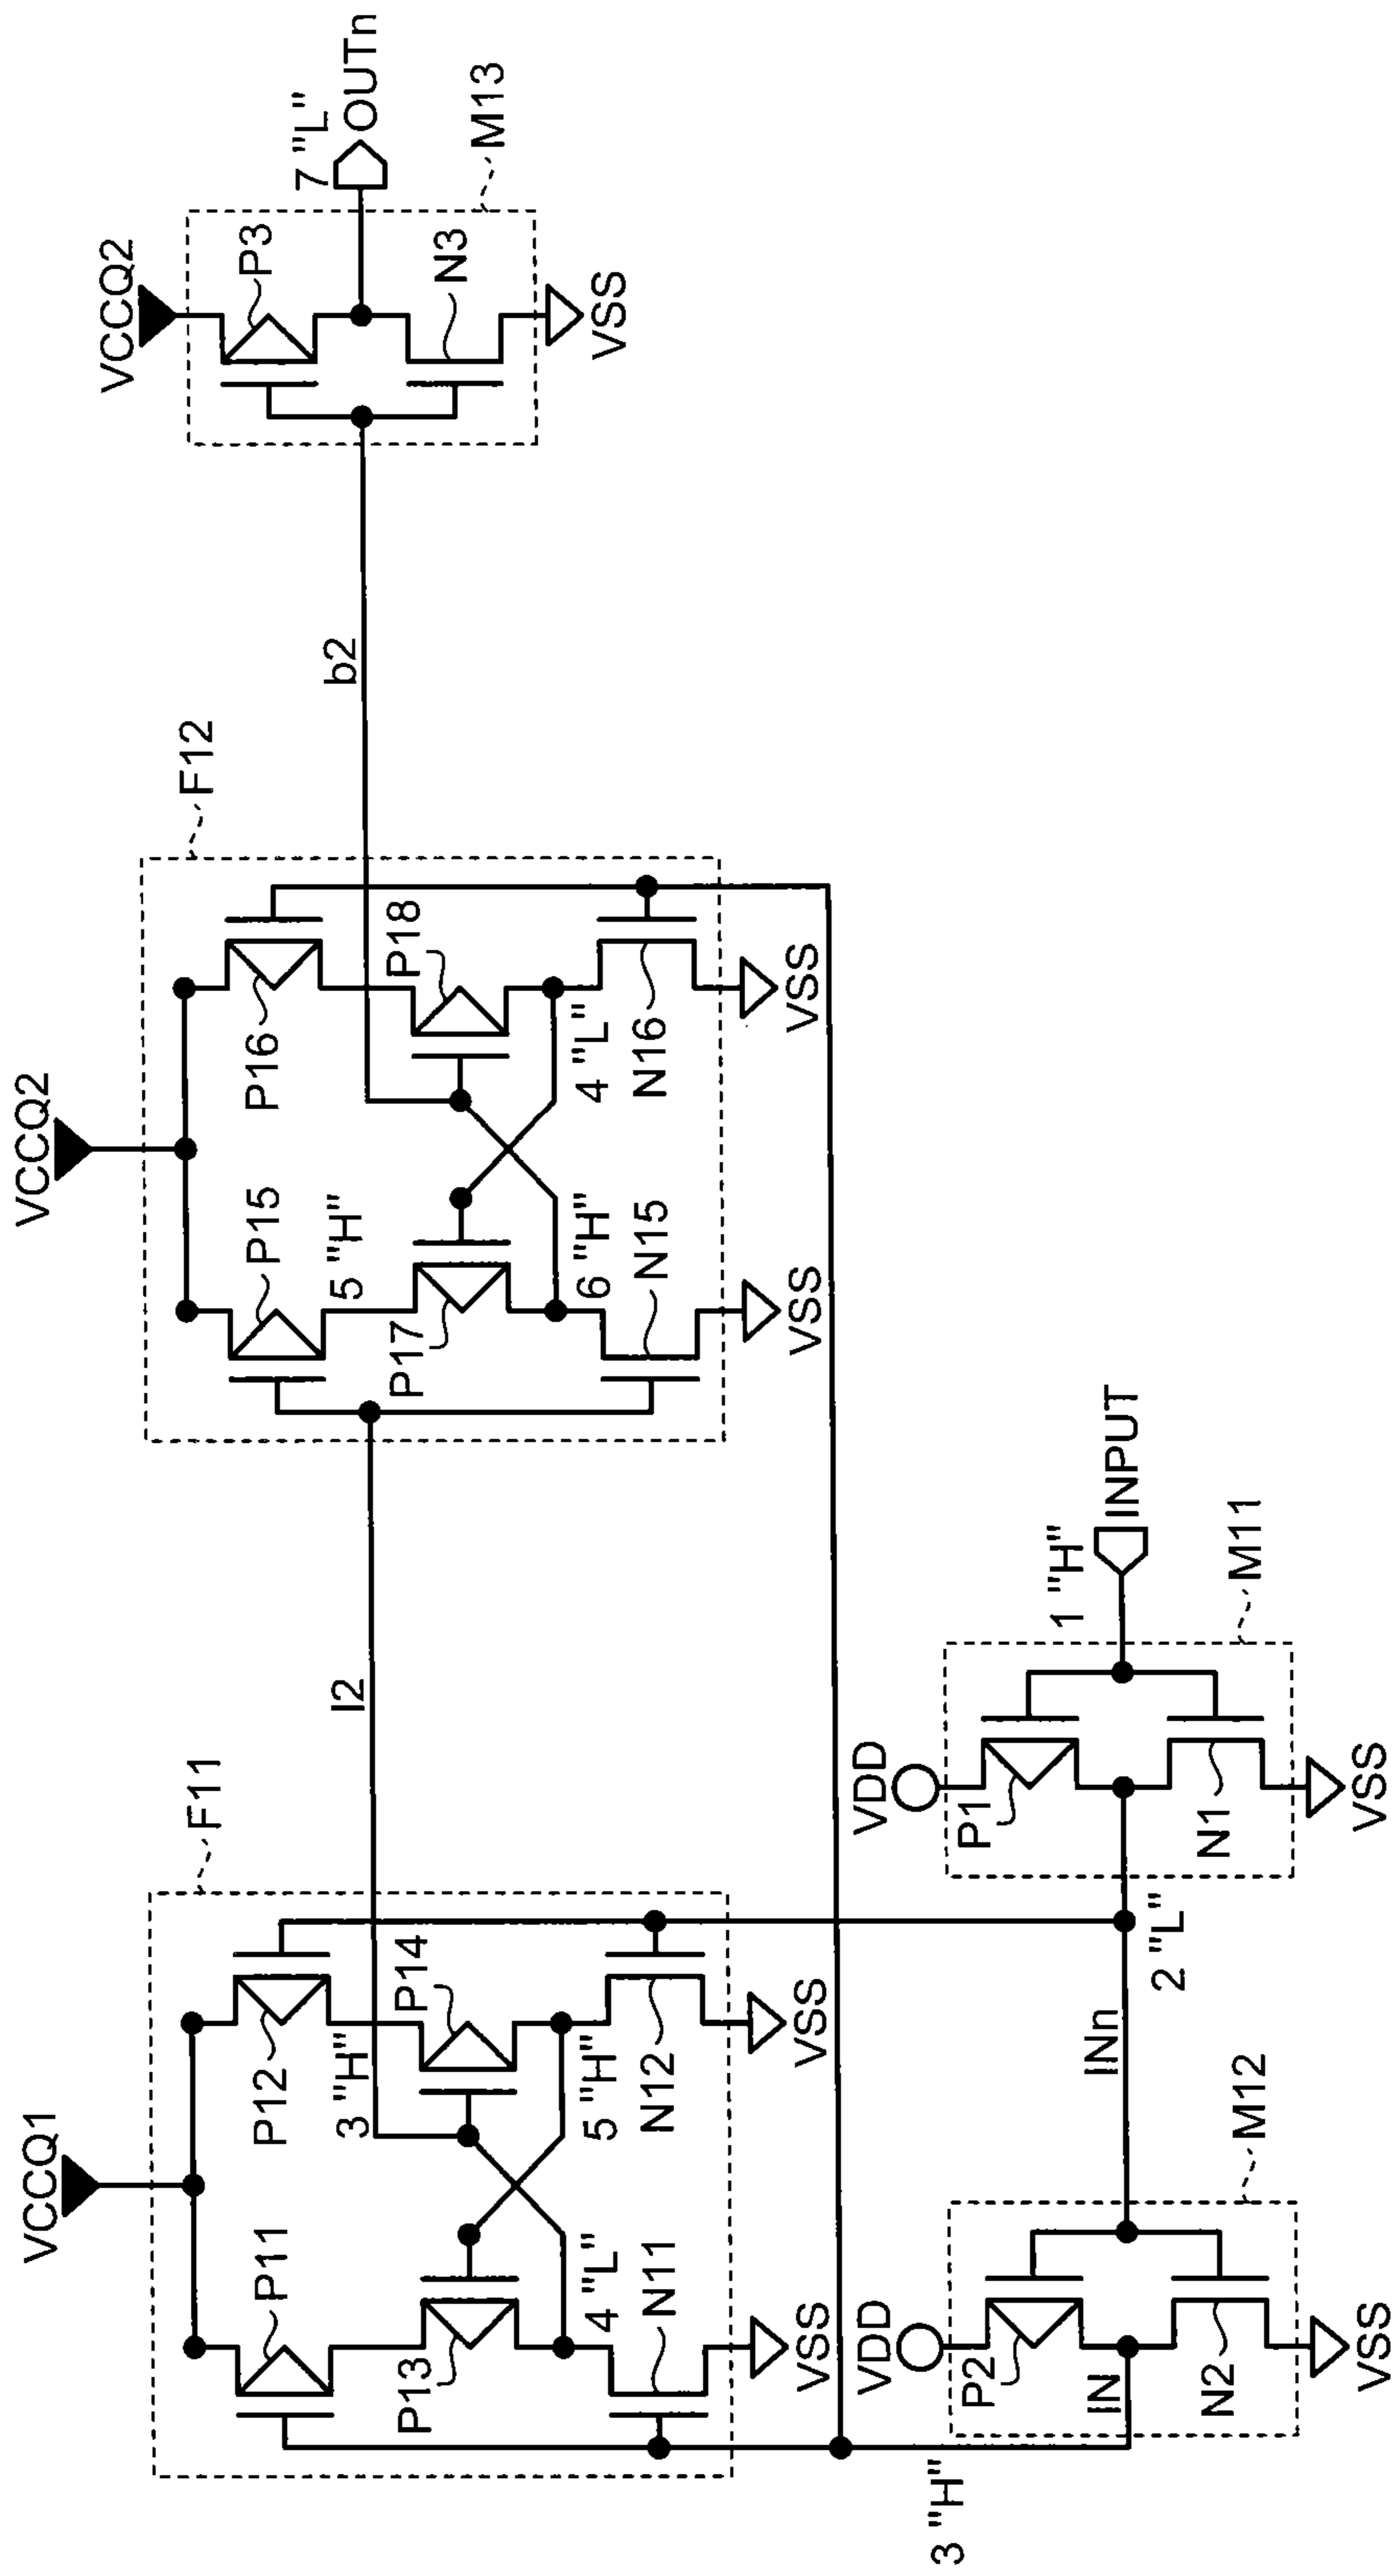 VCCQ1
F11
P11
P12
3 "H"
P13
P14
4 "L"
5 "H"
N11
N12
VSS
VSS
I2
VCCQ2
F12
P15
P16
5 "H"
P17
P18
6 "H"
4 "L"
N15
N16
VSS
VSS
b2
VCCQ2
P3
7 "L"
OUTn
N3
M13
VSS
3 "H"
VDD
P2
IN
N2
VSS
M12
INn
2 "L"
VDD
P1
N1
VSS
M11
1 "H"
INPUT